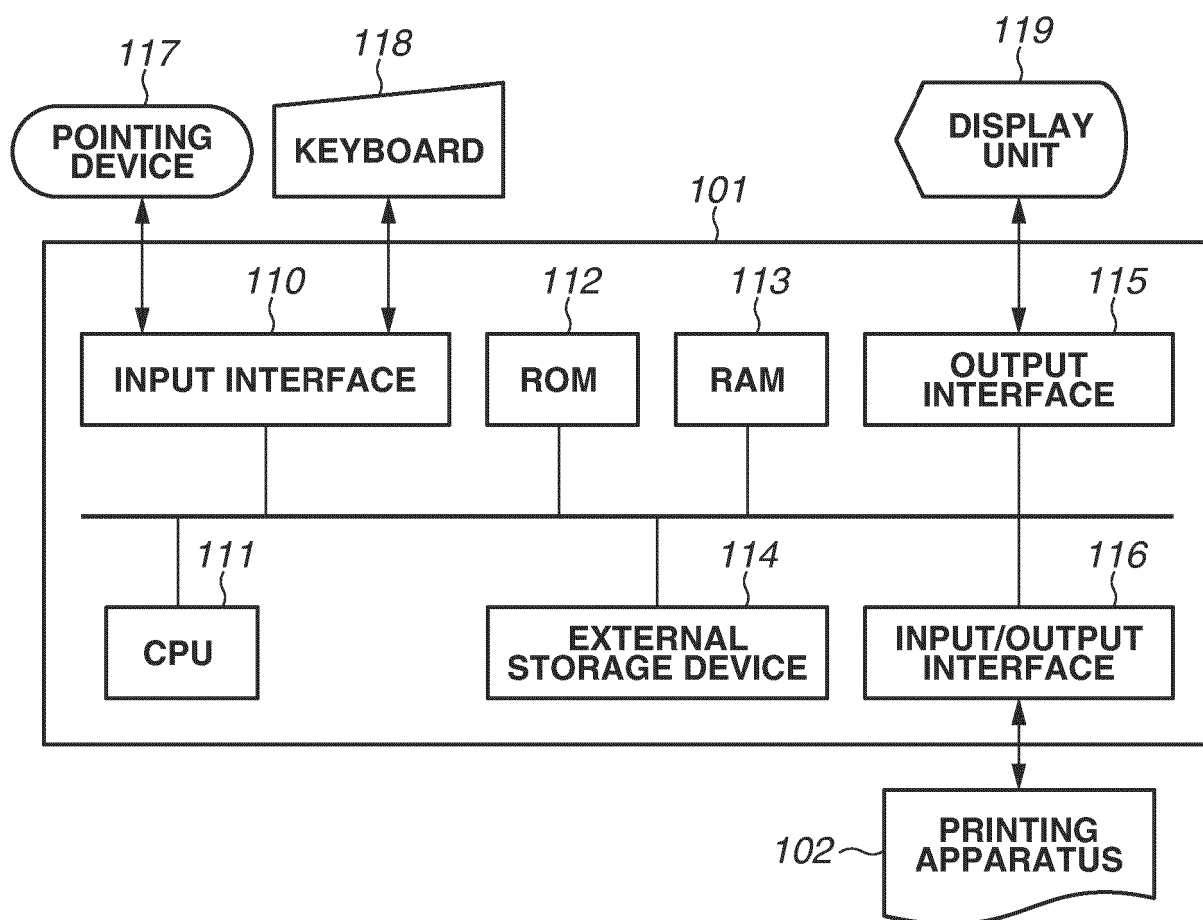 117
118
119
POINTING
DEVICE
KEYBOARD
DISPLAY
UNIT
101
110
112
113
115
INPUT INTERFACE
ROM
RAM
OUTPUT
INTERFACE
111
114
116
CPU
EXTERNAL
STORAGE DEVICE
INPUT/OUTPUT
INTERFACE
102
PRINTING
APPARATUS